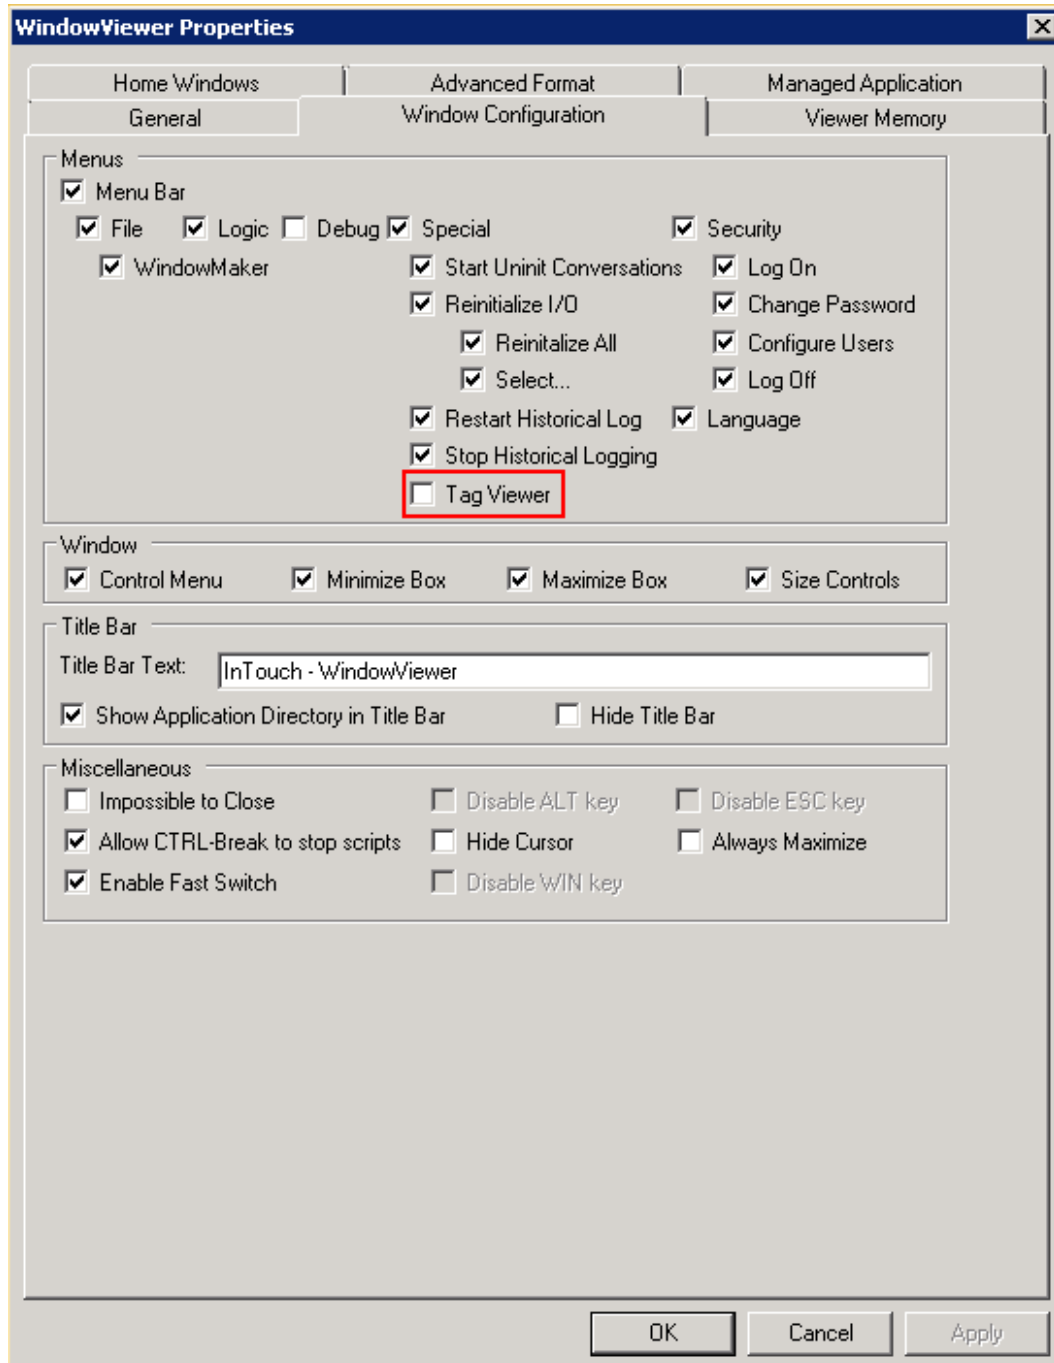 WindowViewer Properties
Home Windows Advanced Format Managed Application
General Window Configuration Viewer Memory
Menus
Menu Bar
File Logic Debug Special Security
WindowMaker Start Uninit Conversations Log On
Reinitialize I/O Change Password
Reinitalize All Configure Users
Select... Log Off
Restart Historical Log Language
Stop Historical Logging
Tag Viewer
Window
Control Menu Minimize Box Maximize Box Size Controls
Title Bar
Title Bar Text: InTouch - WindowViewer
Show Application Directory in Title Bar Hide Title Bar
Miscellaneous
Impossible to Close Disable ALT key Disable ESC key
Allow CTRL-Break to stop scripts Hide Cursor Always Maximize
Enable Fast Switch Disable WIN key
OK Cancel Apply